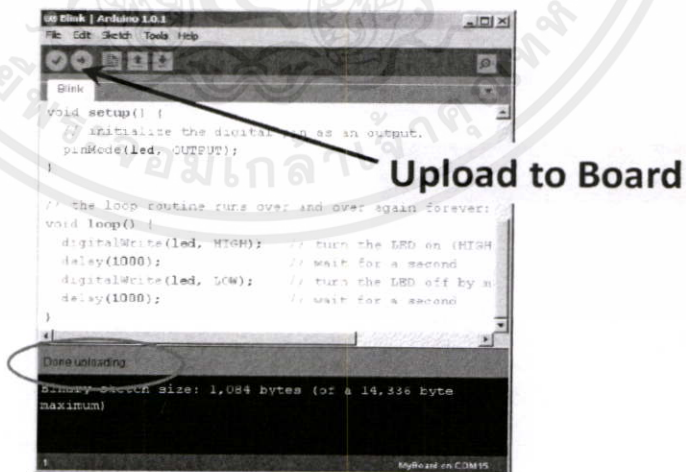 Blink | Arduino 1.0.1
File Edit Sketch Tools Help
Blink
void setup() {
// initialize the digital pin as an output.
pinMode(led, OUTPUT);
}
Upload to Board
// the loop routine runs over and over again forever:
void loop() {
digitalWrite(led, HIGH); // turn the LED on (HIGH
delay(1000); // wait for a second
digitalWrite(led, LOW); // turn the LED off by m
delay(1000); // wait for a second
}
Done uploading.
Binary sketch size: 1,084 bytes (of a 14,336 byte
maximum)
1
MyBoard on COM15